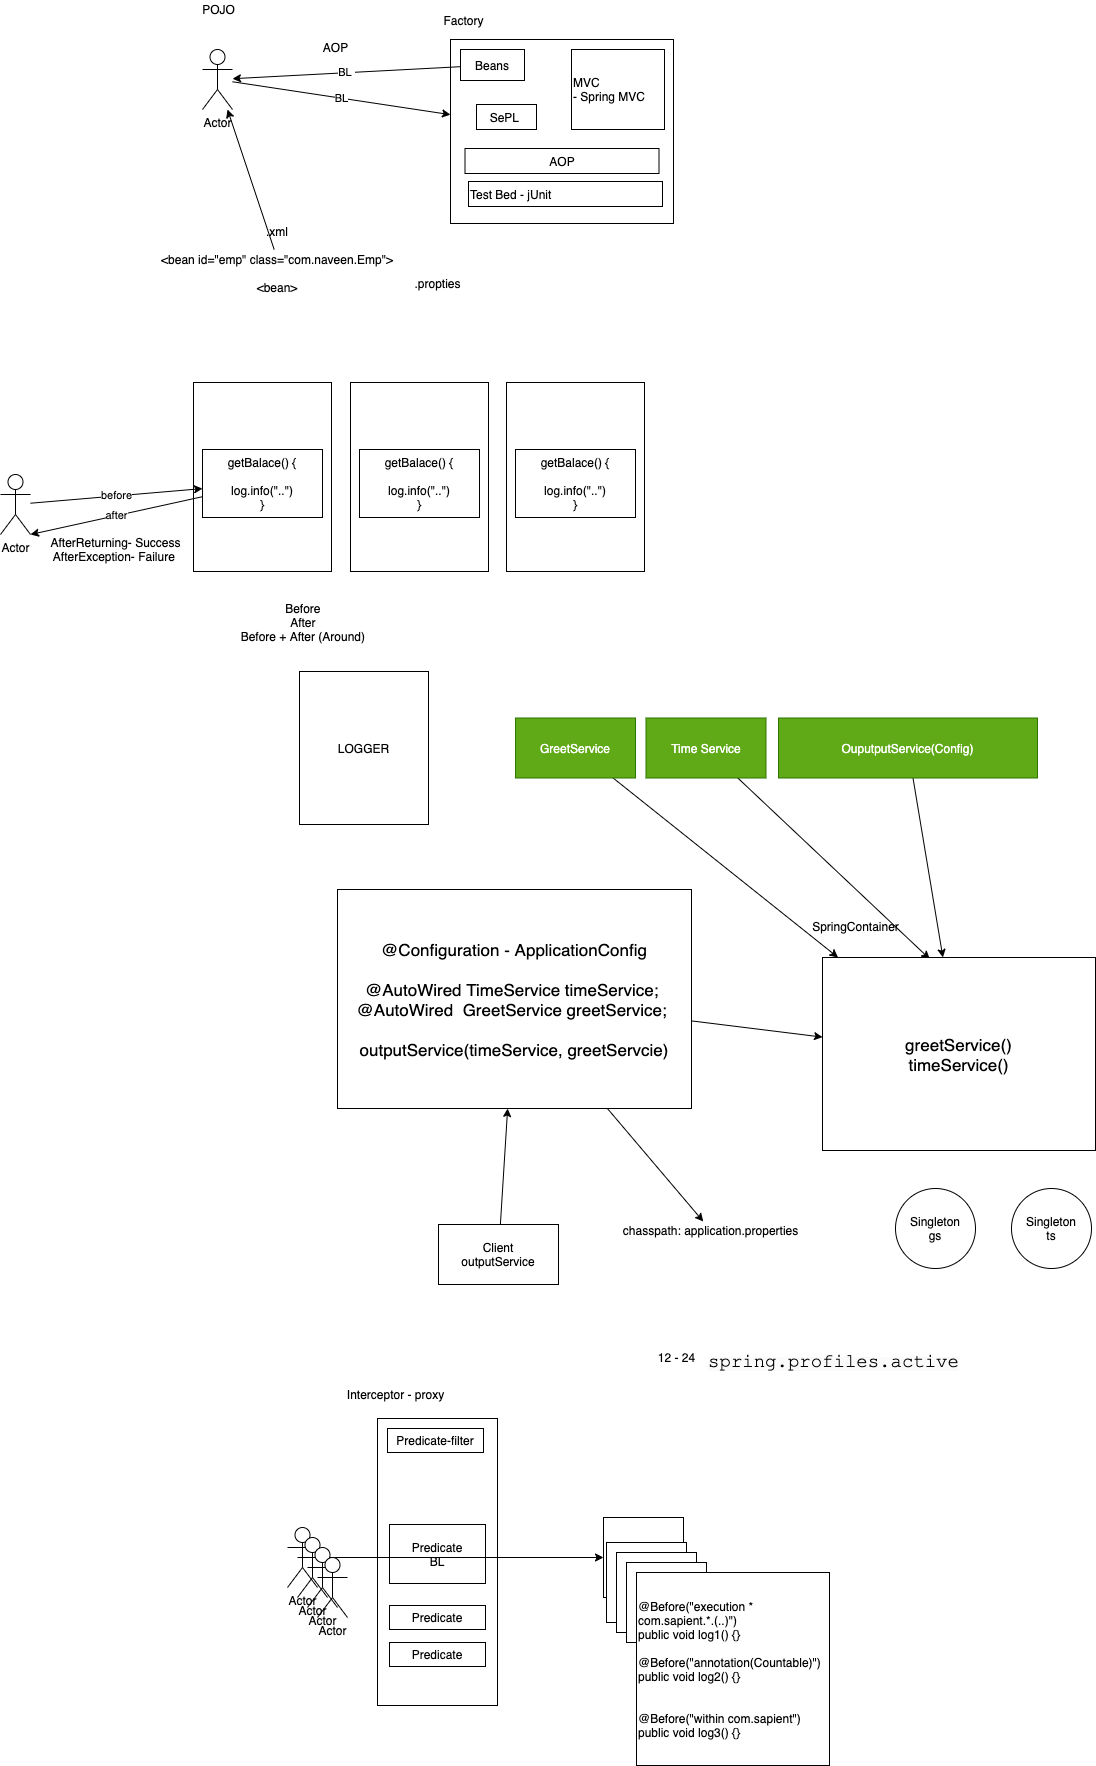 POJO
Factory
AOP
Beans
BL
MVC
- Spring MVC
BL
SePL
Actor
AOP
Test Bed - jUnit
.xml
<bean id="emp" class="com.naveen.Emp">
.propties
<bean>
getBalace() {
log.info("..")
}
getBalace() {
log.info("..")
}
getBalace() {
log.info("..")
}
before
after
Actor
AfterReturning- Success
AfterException- Failure
Before
After
Before + After (Around)
LOGGER
GreetService
Time Service
OuputputService(Config)
SpringContainer
@Configuration - ApplicationConfig
@AutoWired TimeService timeService;
@AutoWired  GreetService greetService;
outputService(timeService, greetServcie)
greetService()
timeService()
Client
outputService
chasspath: application.properties
Singleton
gs
Singleton
ts
12 - 24
spring.profiles.active
Interceptor - proxy
Predicate-filter
Predicate
BL
Predicate
Predicate
Actor
Actor
Actor
Actor
@Before("execution *
com.sapient.*.(..)")
public void log1() {}
@Before("annotation(Countable)")
public void log2() {}
@Before("within com.sapient")
public void log3() {}